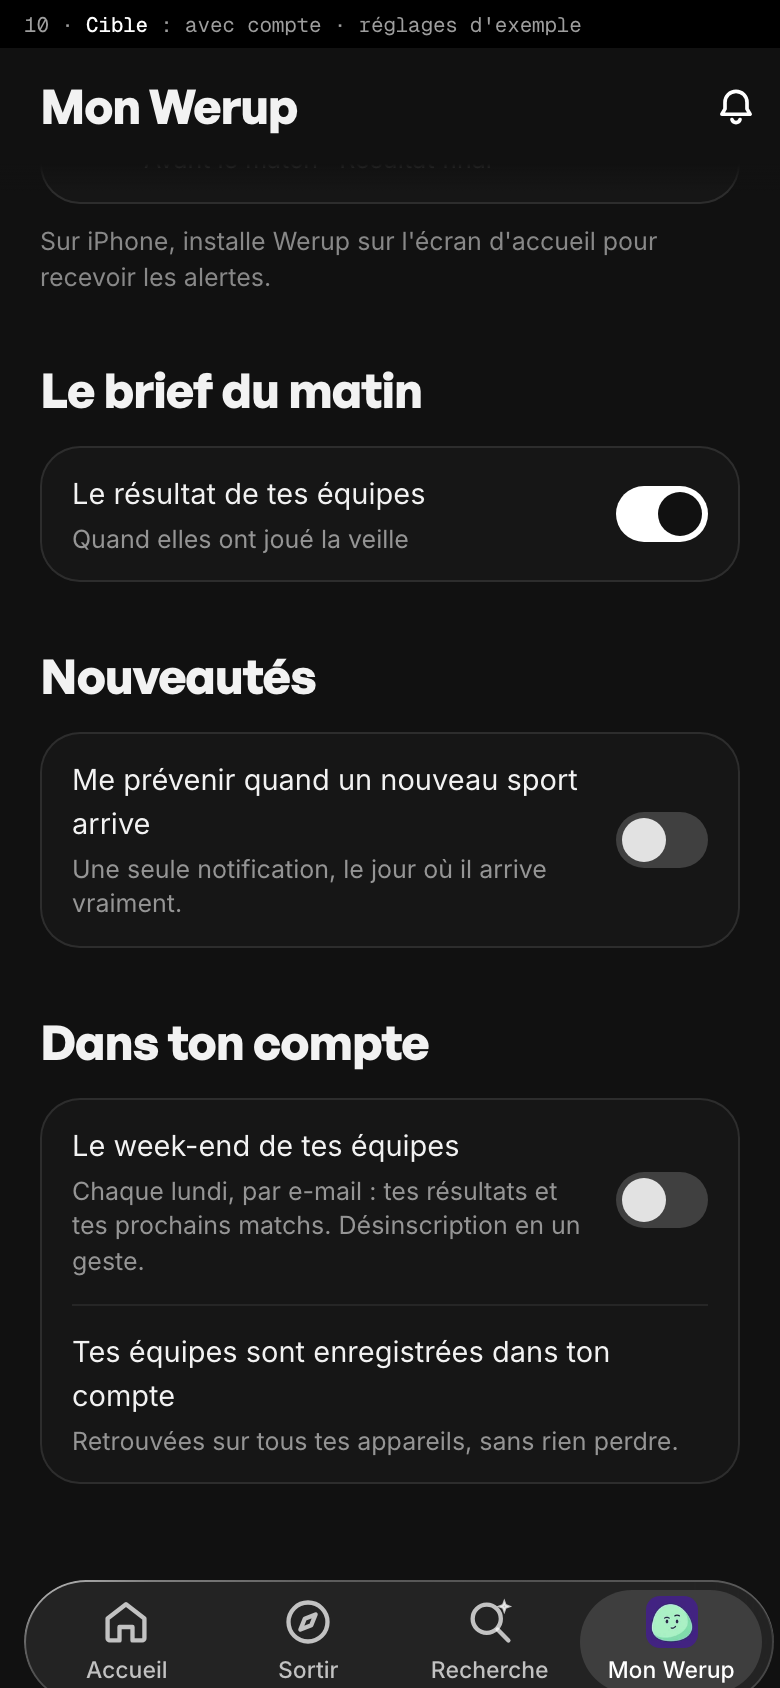 10 · Cible : avec compte · réglages d'exemple
Mon Werup
Sur iPhone, installe Werup sur l'écran d'accueil pour
recevoir les alertes.
Le brief du matin
Le résultat de tes équipes
Quand elles ont joué la veille
Nouveautés
Me prévenir quand un nouveau sport
arrive
Une seule notification, le jour où il arrive
vraiment.
Dans ton compte
Le week-end de tes équipes
Chaque lundi, par e-mail : tes résultats et
tes prochains matchs. Désinscription en un
geste.
Tes équipes sont enregistrées dans ton
compte
Retrouvées sur tous tes appareils, sans rien perdre.
Accueil
Sortir
Recherche
Mon Werup